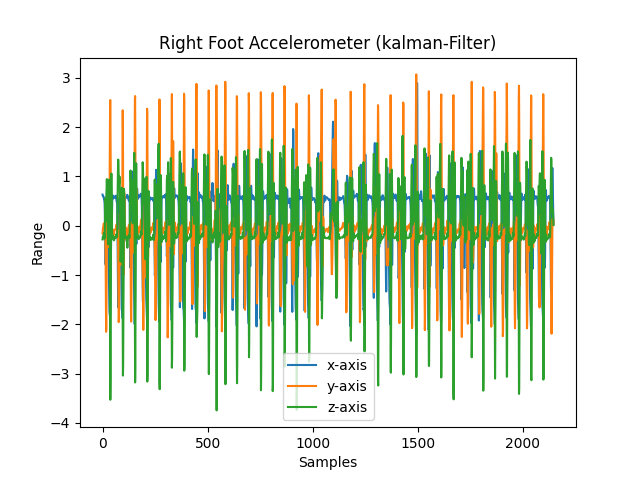 Right Foot Accelerometer (kalman-Filter)
3
2
1
0
−1
−2
−3
−4
Range
x-axis
y-axis
z-axis
0 500 1000 1500 2000
Samples